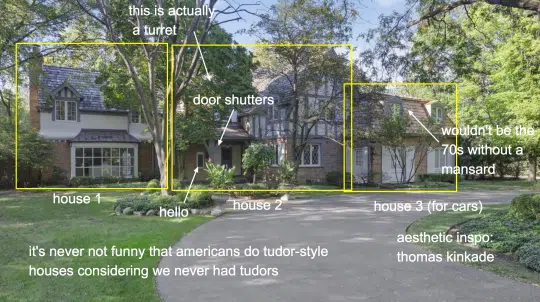 this is actually
a turret
door shutters
wouldn't be the
70s without a
mansard
house 1
hello
house 2
house 3 (for cars)
aesthetic inspo:
thomas kinkade
it's never not funny that americans do tudor-style
houses considering we never had tudors